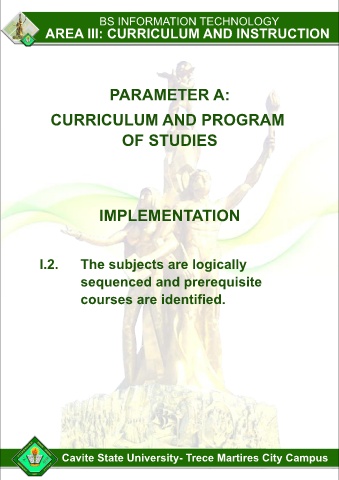 BS INFORMATION TECHNOLOGY
AREA III: CURRICULUM AND INSTRUCTION
PARAMETER A:
CURRICULUM AND PROGRAM
OF STUDIES
IMPLEMENTATION
I.2. The subjects are logically
sequenced and prerequisite
courses are identified.
Cavite State University- Trece Martires City Campus